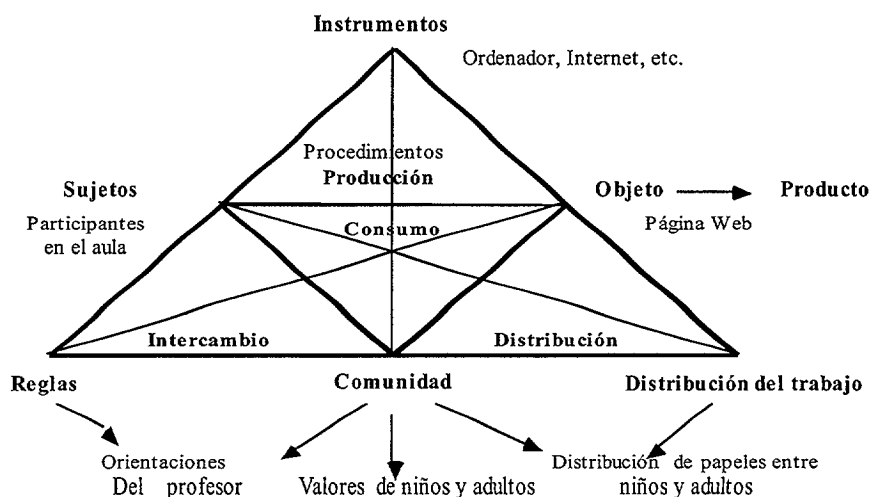 Instrumentos
Ordenador, Internet, etc.
Procedimientos
Producción
Sujetos
Objeto
Producto
Participantes
en el aula
Consumo
Página Web
Intercambio
Distribución
Reglas
Comunidad
Distribución del trabajo
Orientaciones
Del profesor
Valores de niños y adultos
Distribución de papeles entre
niños y adultos